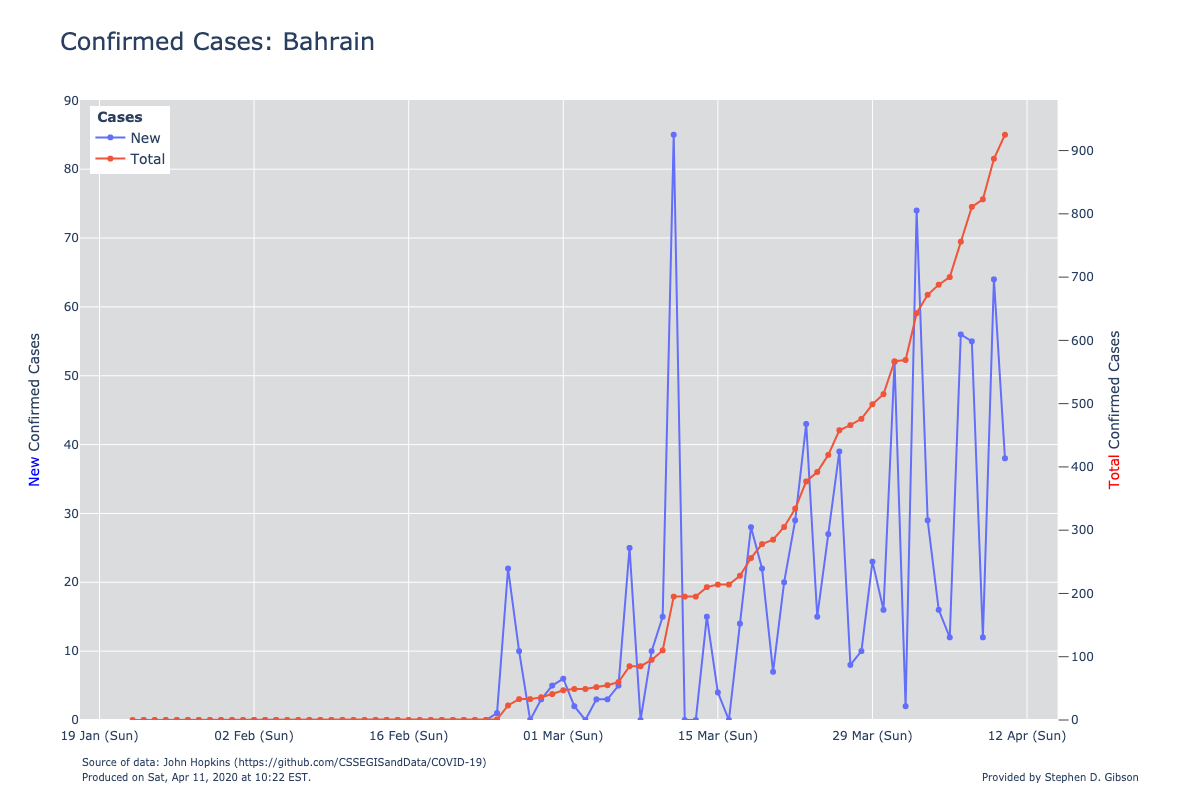 Confirmed Cases: Bahrain
Cases
New
Total
90
80
70
60
50
40
30
20
10
0
New Confirmed Cases
900
800
700
600
500
400
300
200
100
0
Total Confirmed Cases
19 Jan (Sun)
02 Feb (Sun)
16 Feb (Sun)
01 Mar (Sun)
15 Mar (Sun)
29 Mar (Sun)
12 Apr (Sun)
Source of data: John Hopkins (https://github.com/CSSEGISandData/COVID-19)
Produced on Sat, Apr 11, 2020 at 10:22 EST.
Provided by Stephen D. Gibson